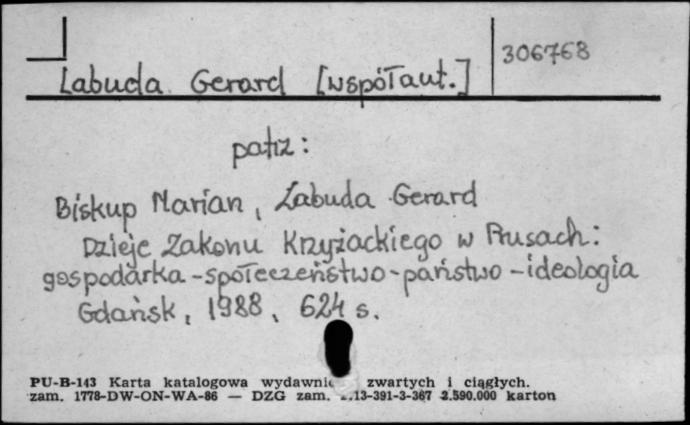 306768
Labuda Gerard [współaut.]
patrz:
Biskup Marian, Labuda Gerard
Dzieje Zakonu Krzyżackiego w Prusach:
gospodarka - społeczeństwo - państwo - ideologia
Gdańsk, 1988, 624 s.
PU-B-143 Karta katalogowa zwartych i ciągłych.
zam. 1778-DW-ON-WA-86 — DZG zam. 13-391-3-367 2.590.000 karton